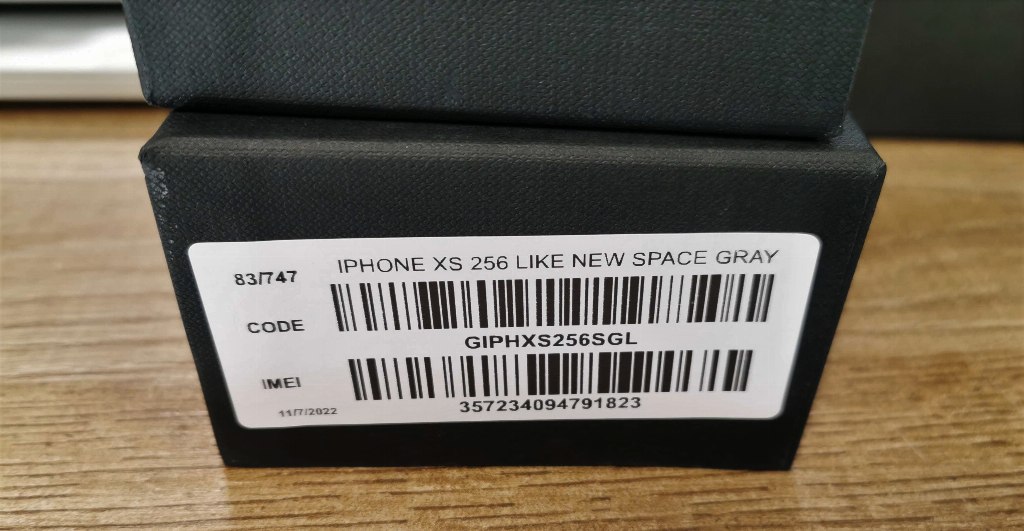 83/747
IPHONE XS 256 LIKE NEW SPACE GRAY
CODE
GIPHXS256SGL
IMEI
357234094791823
11/7/2022